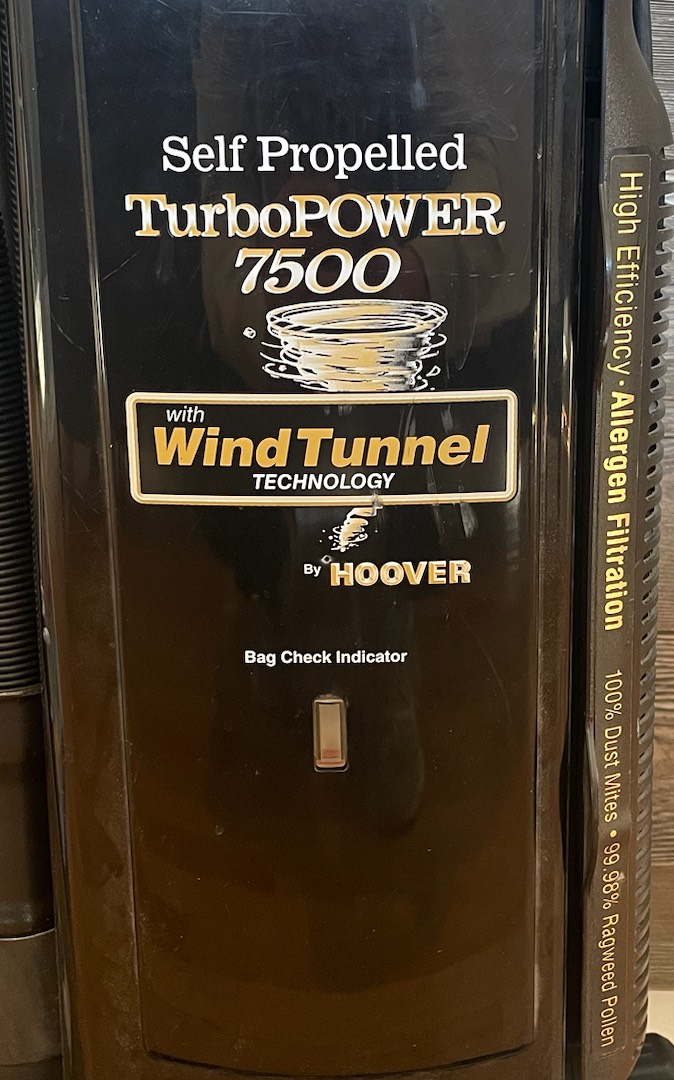 Self Propelled
TurboPOWER
7500
with
WindTunnel
TECHNOLOGY
By HOOVER
Bag Check Indicator
High Efficiency · Allergen Filtration
100% Dust Mites • 99.98% Ragweed Pollen